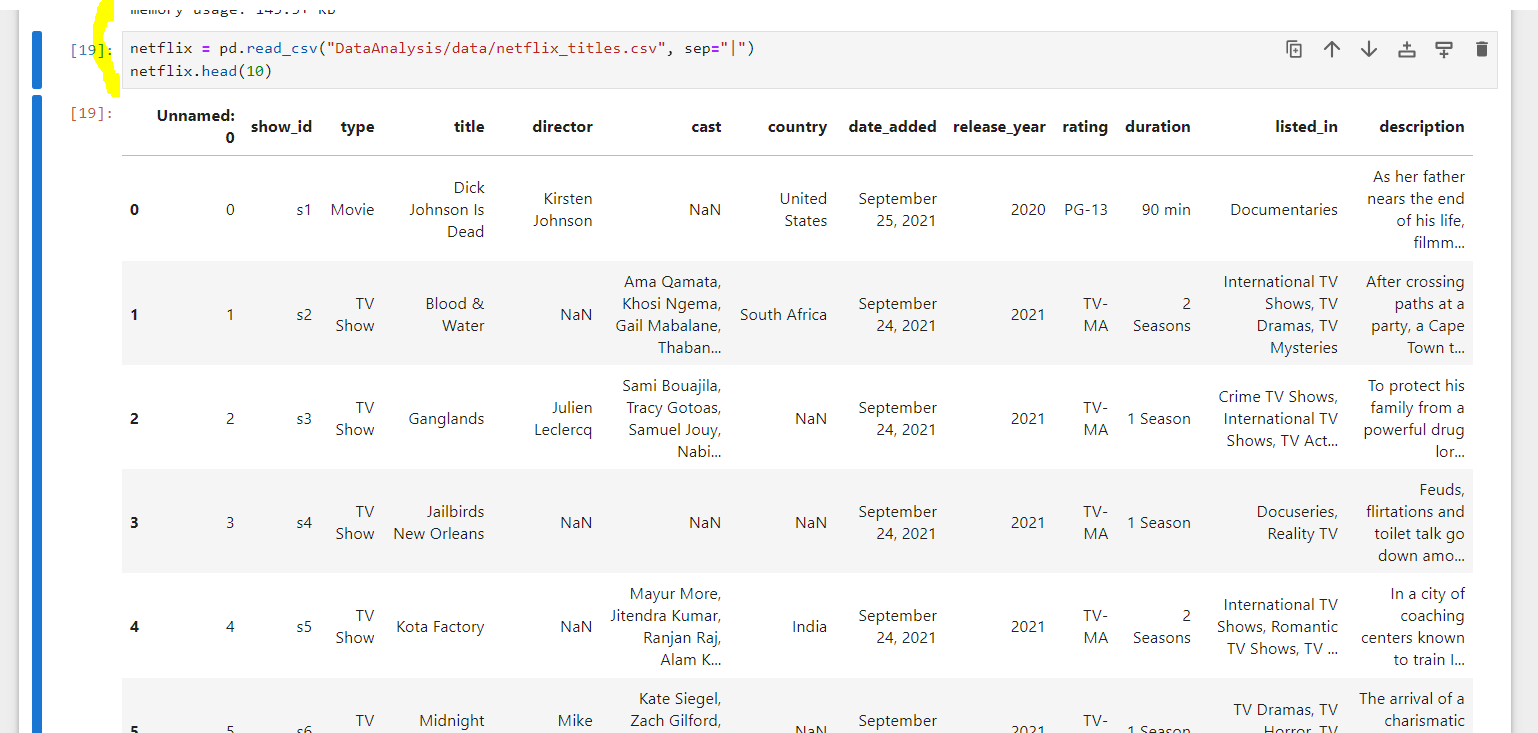 memory usage: 145.5+ KB
[19]: netflix = pd.read_csv("DataAnalysis/data/netflix_titles.csv", sep="|")
netflix.head(10)
[19]:
Unnamed: 0 show_id type title director cast country date_added release_year rating duration listed_in description
0 0 s1 Movie Dick Johnson Is Dead Kirsten Johnson NaN United States September 25, 2021 2020 PG-13 90 min Documentaries As her father nears the end of his life, filmm...
1 1 s2 TV Show Blood & Water NaN Ama Qamata, Khosi Ngema, Gail Mabalane, Thaban... South Africa September 24, 2021 2021 TV-MA 2 Seasons International TV Shows, TV Dramas, TV Mysteries After crossing paths at a party, a Cape Town t...
2 2 s3 TV Show Ganglands Julien Leclercq Sami Bouajila, Tracy Gotoas, Samuel Jouy, Nabi... NaN September 24, 2021 2021 TV-MA 1 Season Crime TV Shows, International TV Shows, TV Act... To protect his family from a powerful drug lor...
3 3 s4 TV Show Jailbirds New Orleans NaN NaN NaN September 24, 2021 2021 TV-MA 1 Season Docuseries, Reality TV Feuds, flirtations and toilet talk go down amo...
4 4 s5 TV Show Kota Factory NaN Mayur More, Jitendra Kumar, Ranjan Raj, Alam K... India September 24, 2021 2021 TV-MA 2 Seasons International TV Shows, Romantic TV Shows, TV ... In a city of coaching centers known to train I...
5 5 s6 TV Midnight Mike Kate Siegel, Zach Gilford, NaN September 2021 TV- 1 Season TV Dramas, TV Horror, TV The arrival of a charismatic